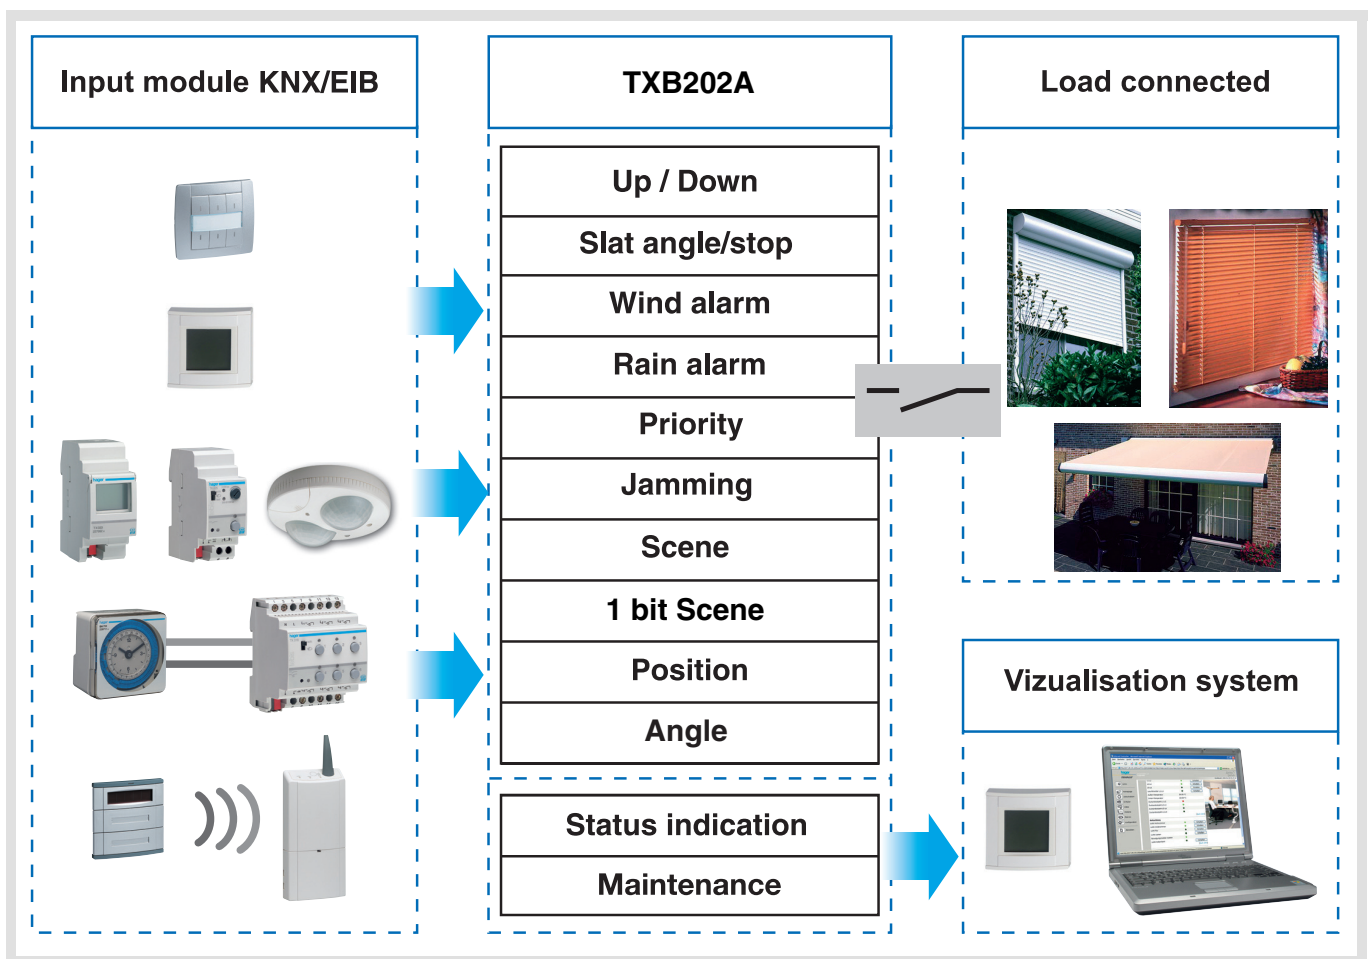 Input module KNX/EIB
TXB202A
Up / Down
Slat angle/stop
Wind alarm
Rain alarm
Priority
Jamming
Scene
1 bit Scene
Position
Angle
Status indication
Maintenance
Load connected
Vizualisation system